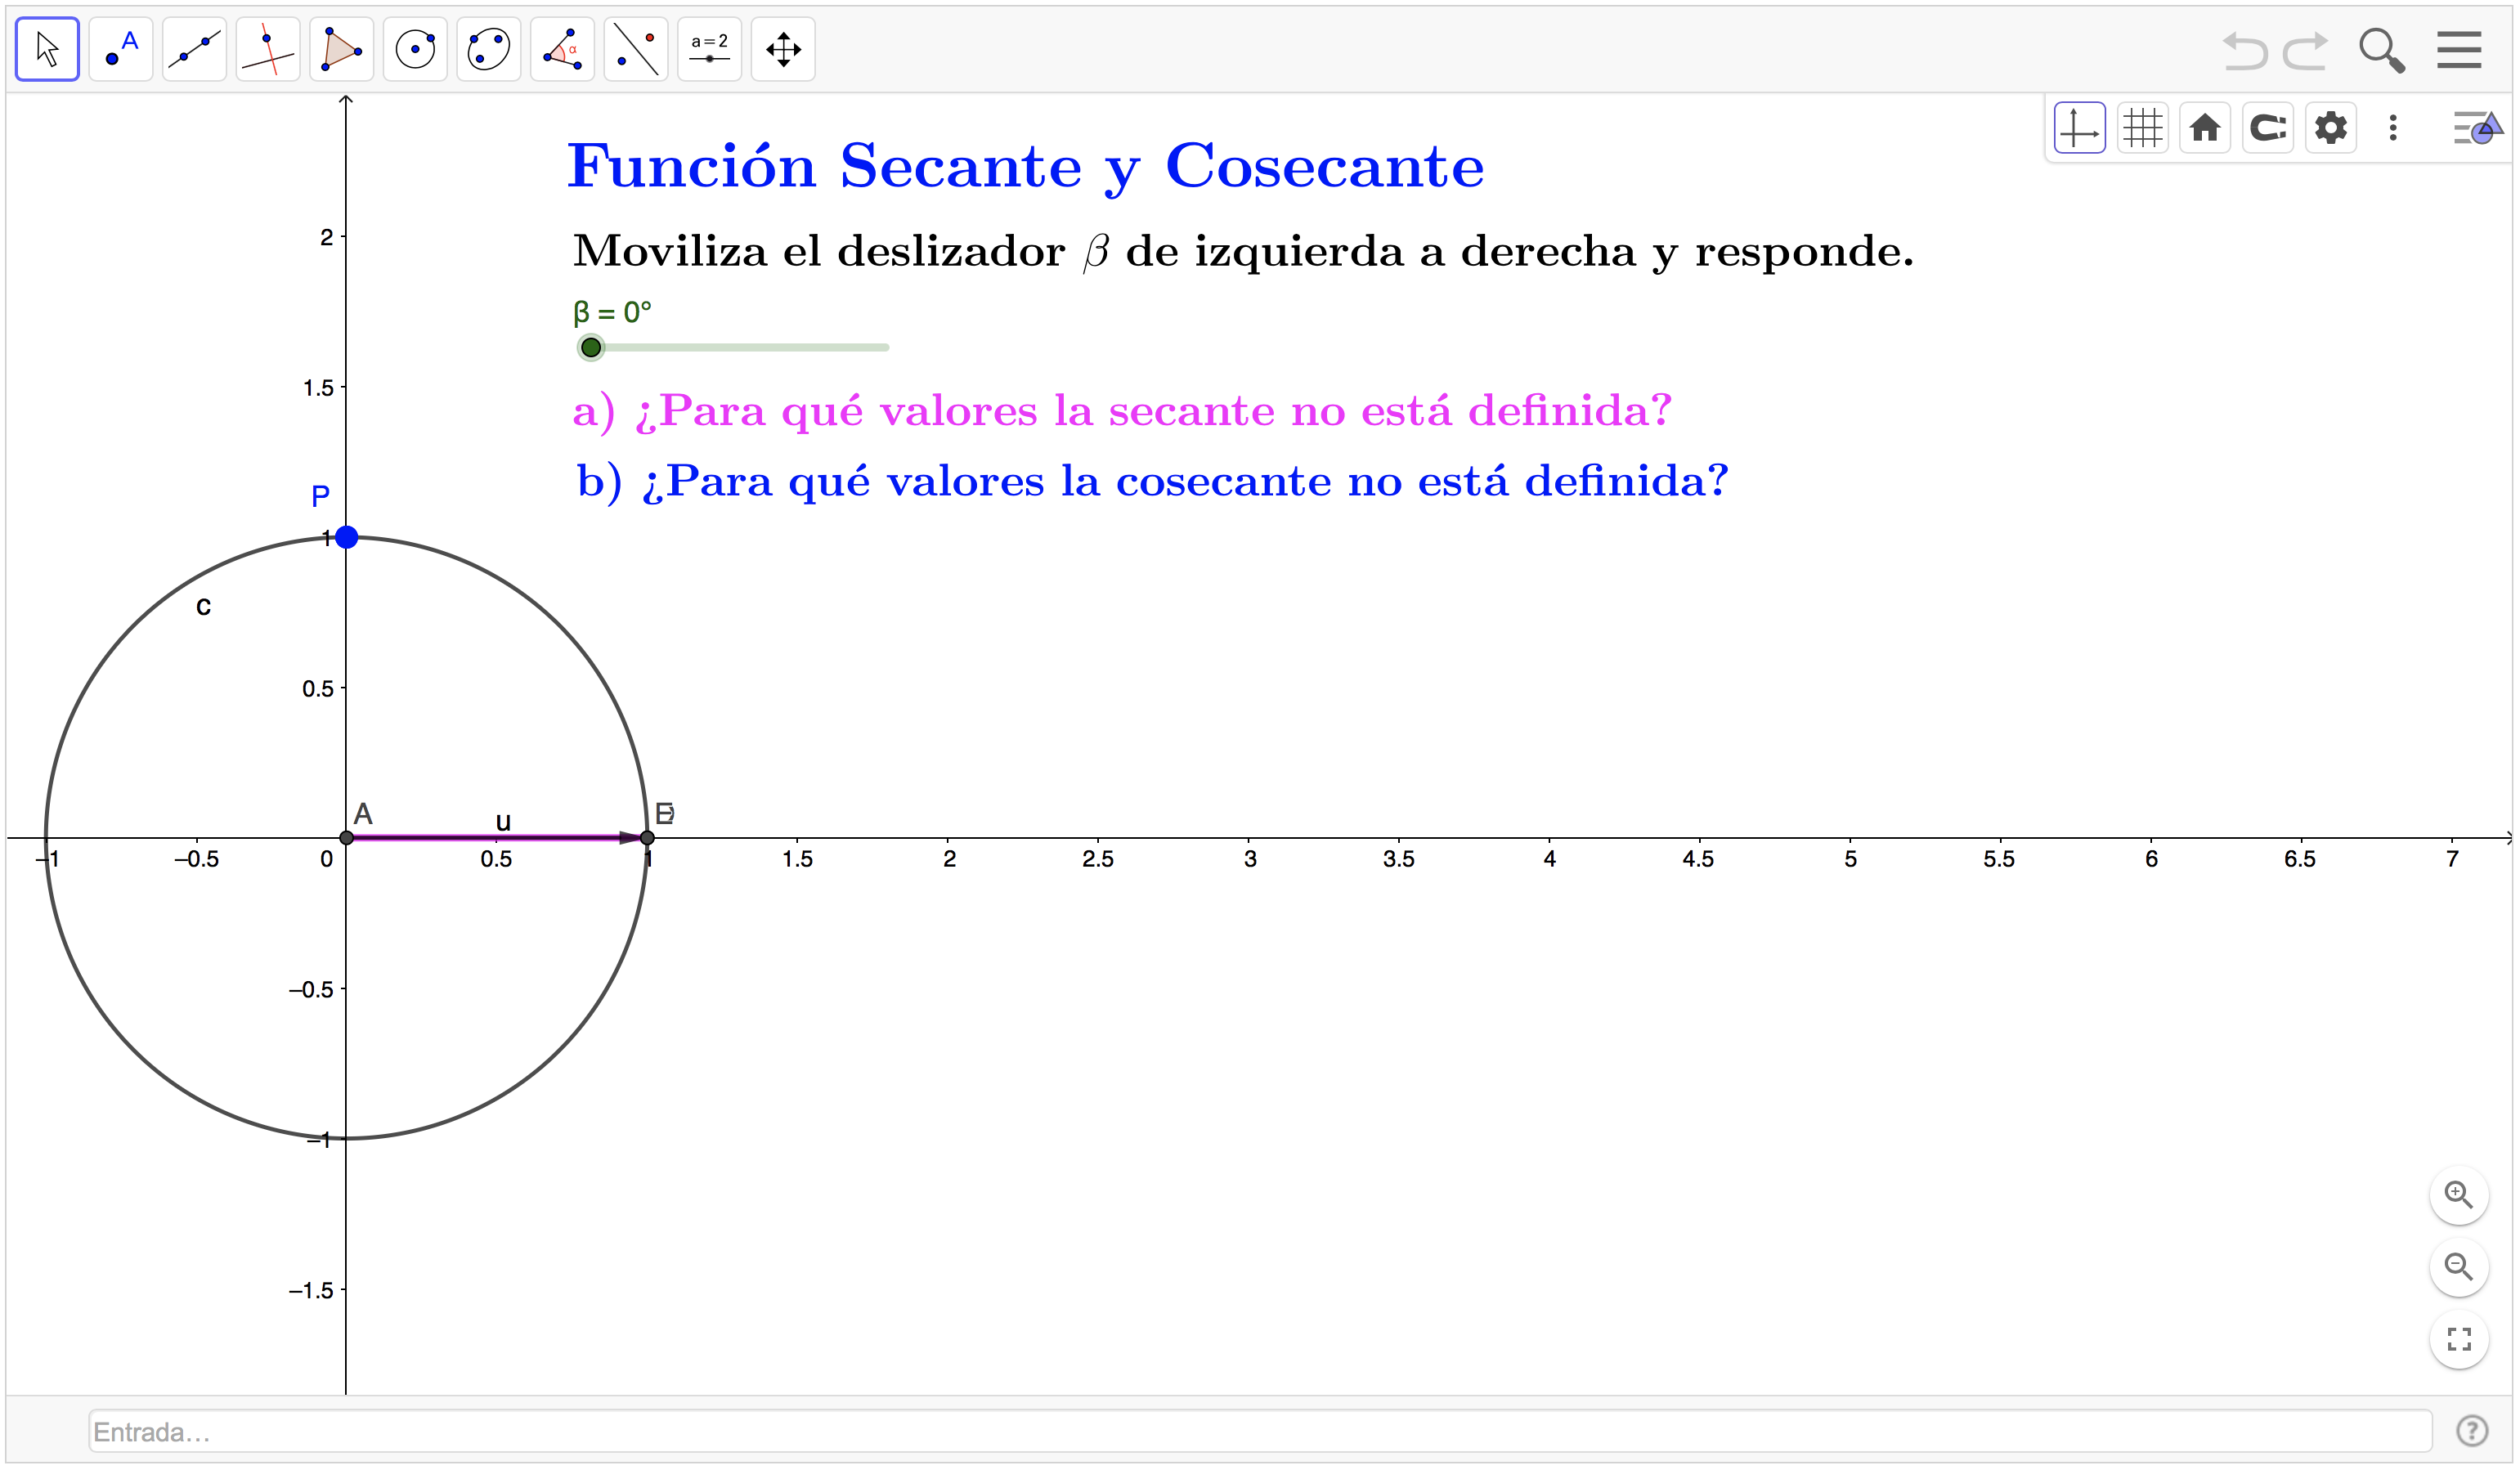 A
α
a = 2
Función Secante y Cosecante
Moviliza el deslizador β de izquierda a derecha y responde.
β = 0°
a) ¿Para qué valores la secante no está definida?
b) ¿Para qué valores la cosecante no está definida?
2
1.5
P
1
c
0.5
A
u
E
–1
–0.5
0
0.5
1
1.5
2
2.5
3
3.5
4
4.5
5
5.5
6
6.5
7
–0.5
–1
–1.5
Entrada…
?